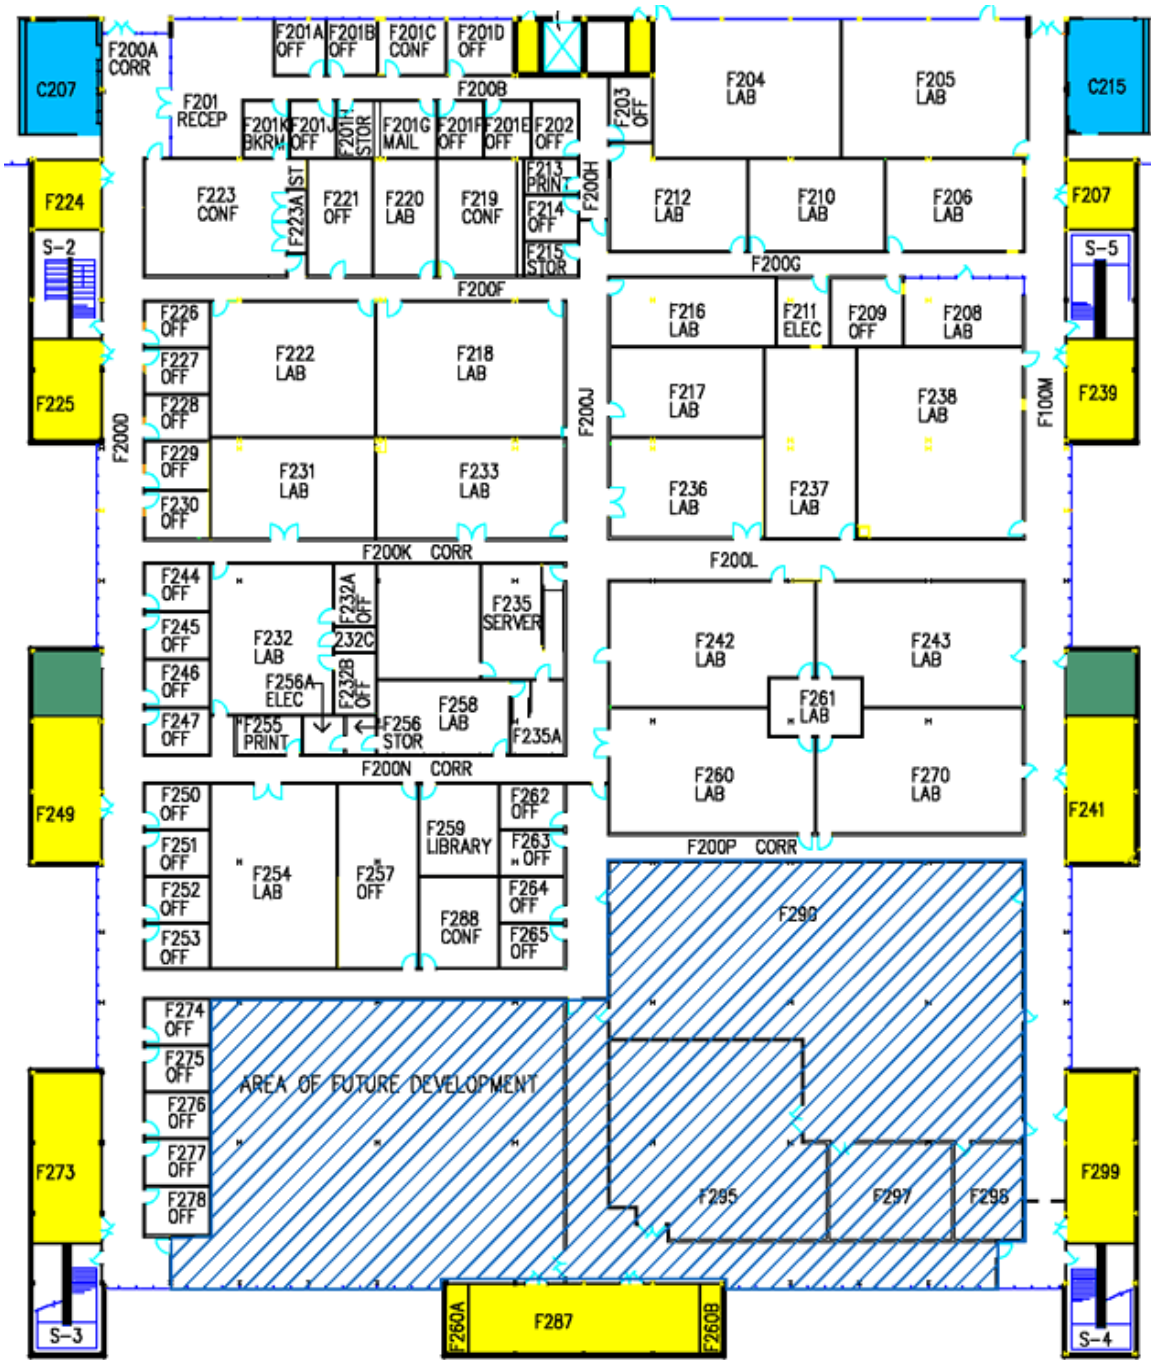 F200A
CORR
F201A
OFF
F201B
OFF
F201C
CONF
F201D
OFF
C207
F201
RECEP
F200B
F203
OFF
F204
LAB
F205
LAB
C215
F201K
BKRM
F201J
OFF
F201H
STOR
F201G
MAIL
F201F
OFF
F201E
OFF
F202
OFF
F224
F223
CONF
ST
F223A
F221
OFF
F220
LAB
F219
CONF
F213
PRINT
F214
OFF
F215
STOR
F200H
F212
LAB
F210
LAB
F206
LAB
F207
S-2
S-5
F200F
F200G
F226
OFF
F227
OFF
F228
OFF
F229
OFF
F230
OFF
F222
LAB
F218
LAB
F216
LAB
F211
ELEC
F209
OFF
F208
LAB
F225
F200D
F200J
F217
LAB
F238
LAB
F100M
F239
F231
LAB
F233
LAB
F236
LAB
F237
LAB
F200K CORR
F200L
F244
OFF
F245
OFF
F246
OFF
F247
OFF
F232
LAB
F232A
OFF
232C
F232B
OFF
F235
SERVER
F256A
ELEC
F255
PRINT
F256
STOR
F258
LAB
F235A
F242
LAB
F243
LAB
F261
LAB
F260
LAB
F270
LAB
F200N CORR
F249
F241
F250
OFF
F251
OFF
F252
OFF
F253
OFF
F254
LAB
F257
OFF
F259
LIBRARY
F288
CONF
F262
OFF
F263
OFF
F264
OFF
F265
OFF
F200P CORR
F290
F274
OFF
F275
OFF
F276
OFF
F277
OFF
F278
OFF
AREA OF FUTURE DEVELOPMENT
F273
F295
F297
F298
F299
S-3
F260A
F287
F260B
S-4